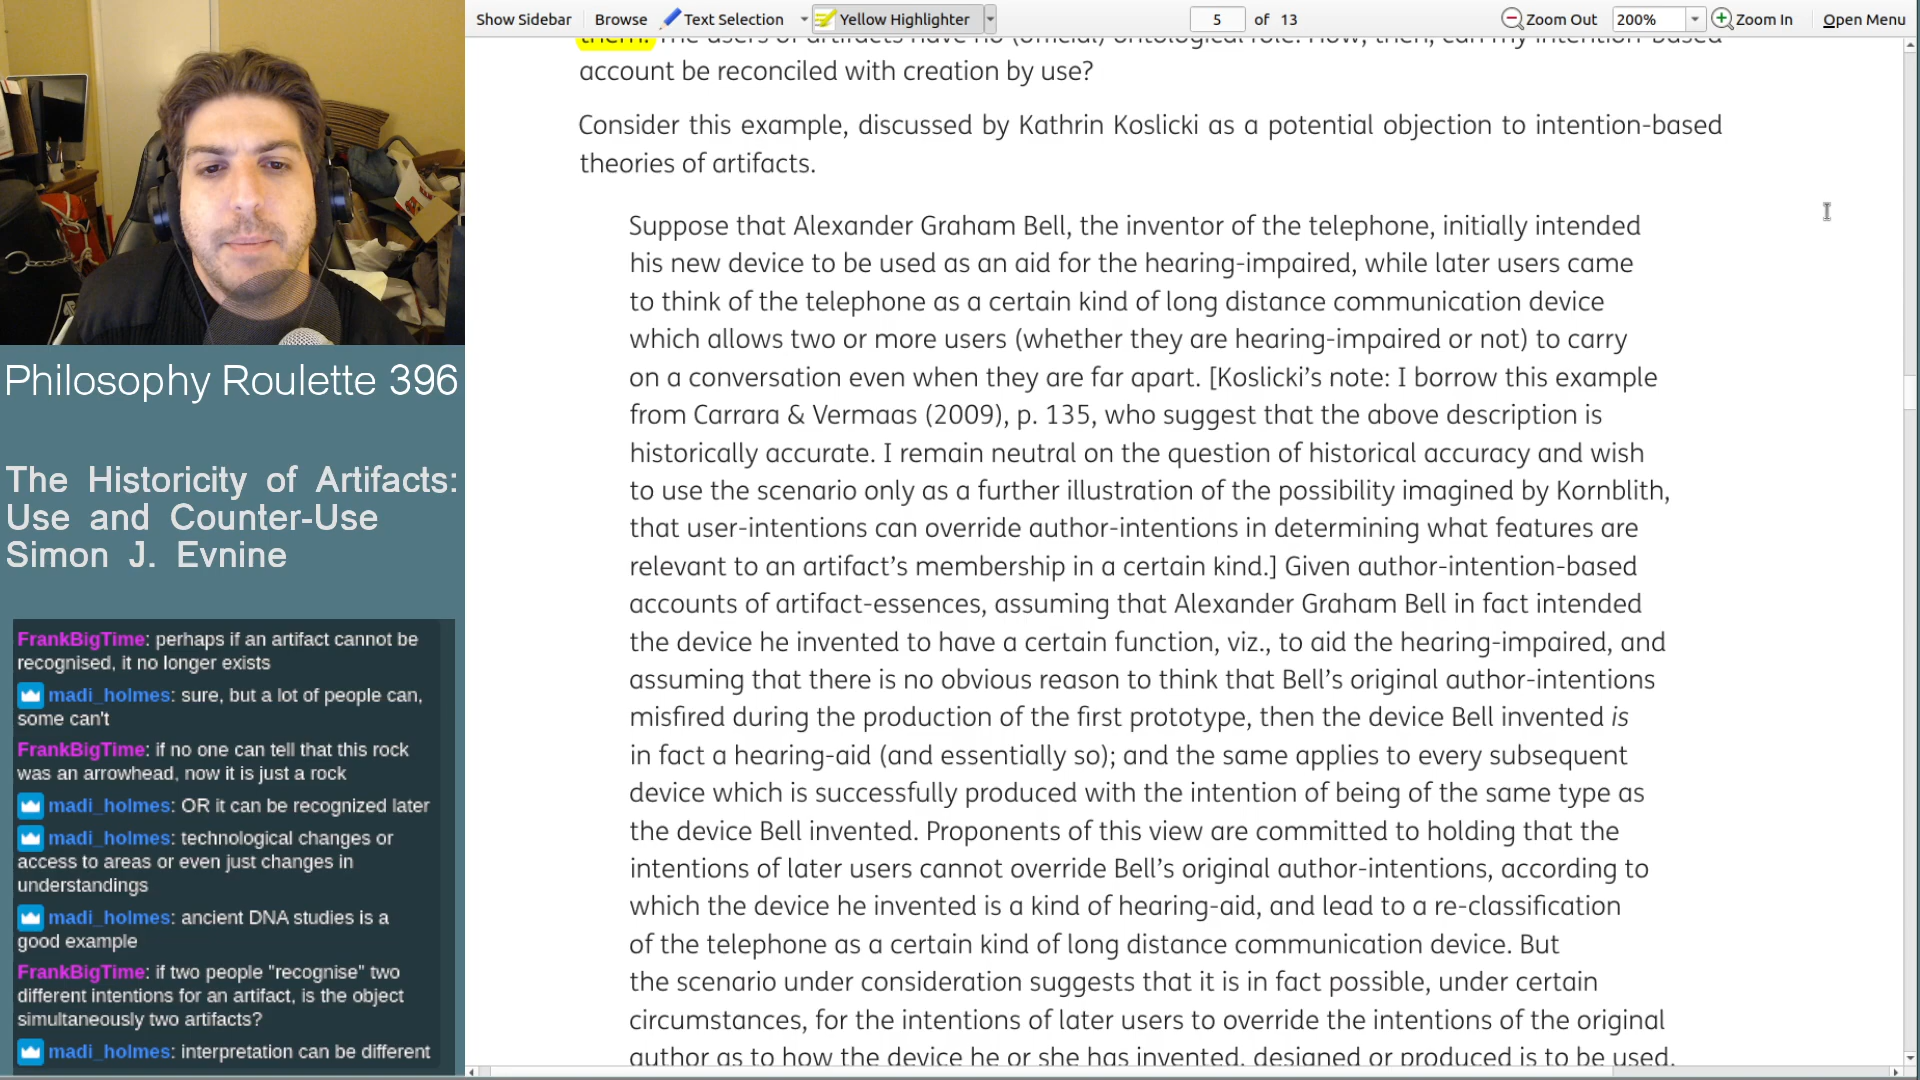 Show Sidebar Browse Text Selection Yellow Highlighter 5 of 13 Zoom Out 200% Zoom In Open Menu
them. The users of artifacts have no (official) ontological role. How, then, can my intention-based
account be reconciled with creation by use?
Consider this example, discussed by Kathrin Koslicki as a potential objection to intention-based
theories of artifacts.
Suppose that Alexander Graham Bell, the inventor of the telephone, initially intended
his new device to be used as an aid for the hearing-impaired, while later users came
to think of the telephone as a certain kind of long distance communication device
which allows two or more users (whether they are hearing-impaired or not) to carry
on a conversation even when they are far apart. [Koslicki’s note: I borrow this example
from Carrara & Vermaas (2009), p. 135, who suggest that the above description is
historically accurate. I remain neutral on the question of historical accuracy and wish
to use the scenario only as a further illustration of the possibility imagined by Kornblith,
that user-intentions can override author-intentions in determining what features are
relevant to an artifact’s membership in a certain kind.] Given author-intention-based
accounts of artifact-essences, assuming that Alexander Graham Bell in fact intended
the device he invented to have a certain function, viz., to aid the hearing-impaired, and
assuming that there is no obvious reason to think that Bell’s original author-intentions
misfired during the production of the first prototype, then the device Bell invented is
in fact a hearing-aid (and essentially so); and the same applies to every subsequent
device which is successfully produced with the intention of being of the same type as
the device Bell invented. Proponents of this view are committed to holding that the
intentions of later users cannot override Bell’s original author-intentions, according to
which the device he invented is a kind of hearing-aid, and lead to a re-classification
of the telephone as a certain kind of long distance communication device. But
the scenario under consideration suggests that it is in fact possible, under certain
circumstances, for the intentions of later users to override the intentions of the original
author as to how the device he or she has invented, designed or produced is to be used.
Philosophy Roulette 396
The Historicity of Artifacts:
Use and Counter-Use
Simon J. Evnine
FrankBigTime: perhaps if an artifact cannot be
recognised, it no longer exists
madi_holmes: sure, but a lot of people can,
some can't
FrankBigTime: if no one can tell that this rock
was an arrowhead, now it is just a rock
madi_holmes: OR it can be recognized later
madi_holmes: technological changes or
access to areas or even just changes in
understandings
madi_holmes: ancient DNA studies is a
good example
FrankBigTime: if two people "recognise" two
different intentions for an artifact, is the object
simultaneously two artifacts?
madi_holmes: interpretation can be different